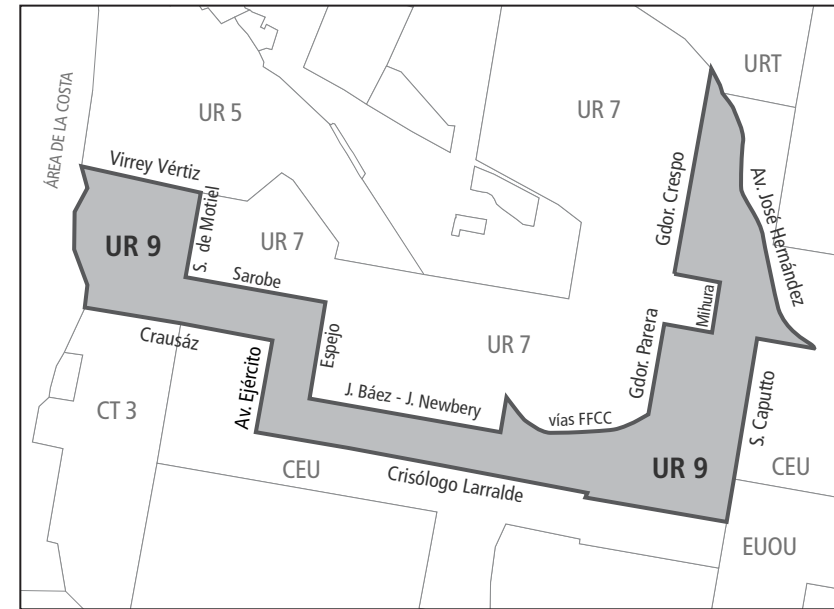 URT
ÁREA DE LA COSTA
UR 5
UR 7
Virrey Vértiz
S. de Motiel
Gdor. Crespo
Av. José Hernández
UR 9
UR 7
Sarobe
Mihura
Crausáz
Espejo
UR 7
Gdor. Parera
Av. Ejército
J. Báez - J. Newbery
vías FFCC
S. Caputto
CT 3
CEU
Crisólogo Larralde
UR 9
CEU
EUOU